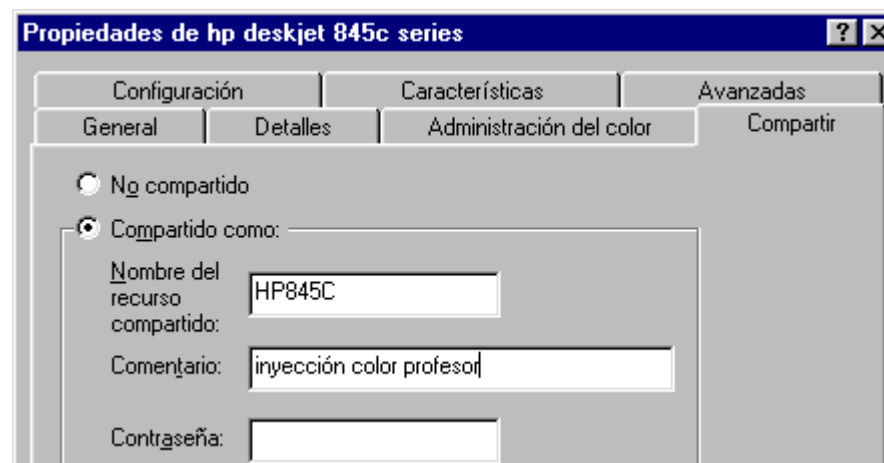 Propiedades de hp deskjet 845c series
Configuración Características Avanzadas
General Detalles Administración del color Compartir
No compartido
Compartido como:
Nombre del
recurso
compartido:
HP845C
Comentario: inyección color profesor
Contraseña: